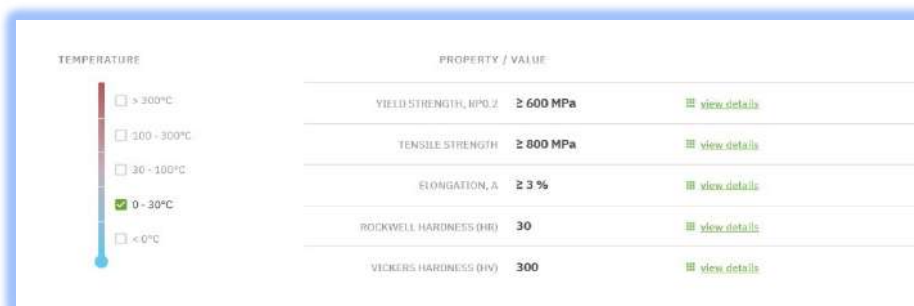 TEMPERATURE
> 300°C
100 - 300°C
30 - 100°C
0 - 30°C
< 0°C
PROPERTY / VALUE
YIELD STRENGTH, RP0.2 ≥ 600 MPa view details
TENSILE STRENGTH ≥ 800 MPa view details
ELONGATION, A ≥ 3 % view details
ROCKWELL HARDNESS (HR) 30 view details
VICKERS HARDNESS (HV) 300 view details